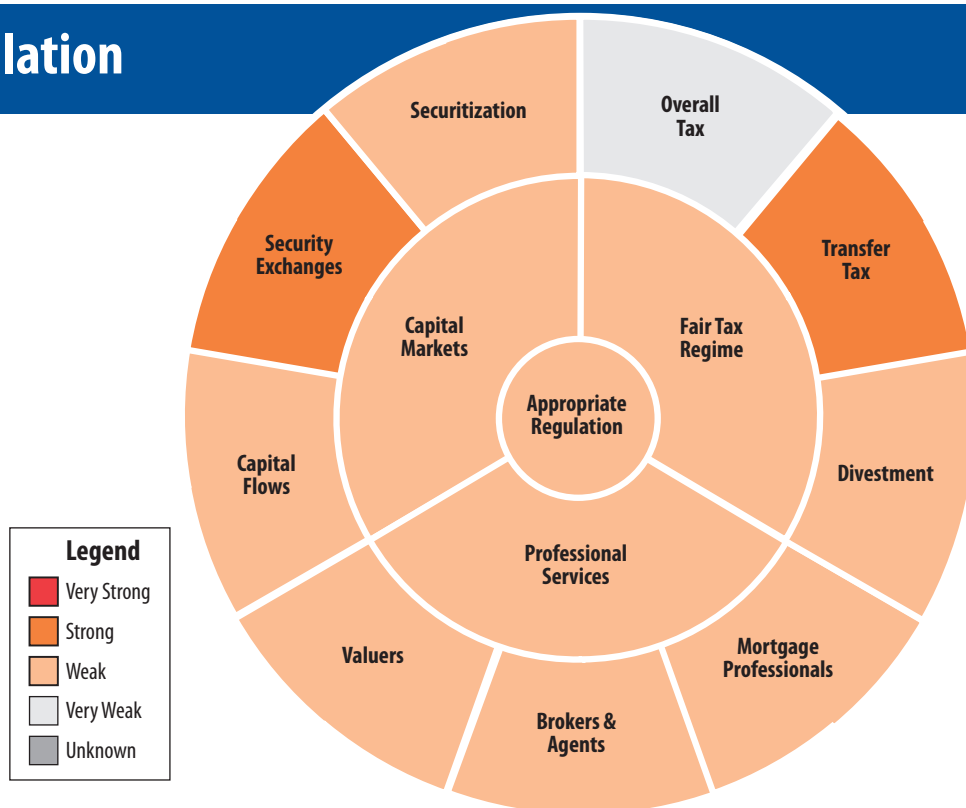 lation
Securitization
Overall
Tax
Security
Exchanges
Transfer
Tax
Capital
Markets
Fair Tax
Regime
Appropriate
Regulation
Capital
Flows
Divestment
Professional
Services
Valuers
Mortgage
Professionals
Brokers &
Agents
Legend
Very Strong
Strong
Weak
Very Weak
Unknown